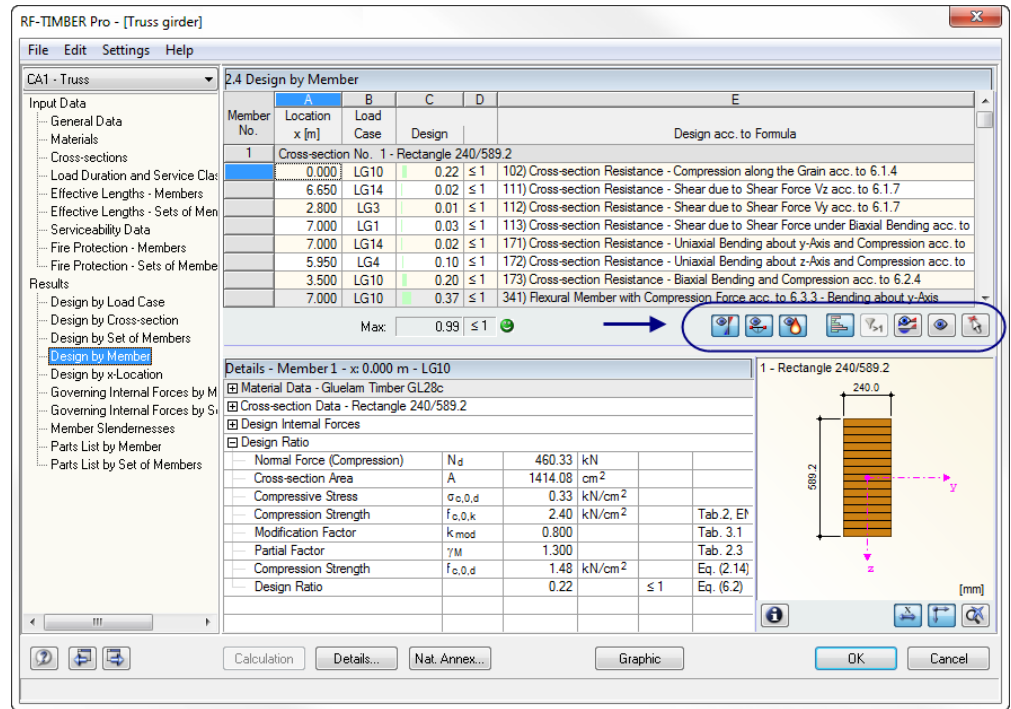 RF-TIMBER Pro - [Truss girder]
File Edit Settings Help
CA1 - Truss
Input Data
General Data
Materials
Cross-sections
Load Duration and Service Clas
Effective Lengths - Members
Effective Lengths - Sets of Men
Serviceability Data
Fire Protection - Members
Fire Protection - Sets of Membe
Results
Design by Load Case
Design by Cross-section
Design by Set of Members
Design by Member
Design by x-Location
Governing Internal Forces by M
Governing Internal Forces by S
Member Slendernesses
Parts List by Member
Parts List by Set of Members
2.4 Design by Member
A B C D E
Member No. Location x [m] Load Case Design Design acc. to Formula
1 Cross-section No. 1 - Rectangle 240/589.2
0.000 LG10 0.22 ≤ 1 102) Cross-section Resistance - Compression along the Grain acc. to 6.1.4
6.650 LG14 0.02 ≤ 1 111) Cross-section Resistance - Shear due to Shear Force Vz acc. to 6.1.7
2.800 LG3 0.01 ≤ 1 112) Cross-section Resistance - Shear due to Shear Force Vy acc. to 6.1.7
7.000 LG1 0.03 ≤ 1 113) Cross-section Resistance - Shear due to Shear Force under Biaxial Bending acc. to
7.000 LG14 0.02 ≤ 1 171) Cross-section Resistance - Uniaxial Bending about y-Axis and Compression acc. to
5.950 LG4 0.10 ≤ 1 172) Cross-section Resistance - Uniaxial Bending about z-Axis and Compression acc. to
3.500 LG10 0.20 ≤ 1 173) Cross-section Resistance - Biaxial Bending and Compression acc. to 6.2.4
7.000 LG10 0.37 ≤ 1 341) Flexural Member with Compression Force acc. to 6.3.3 - Bending about y-Axis
Max: 0.99 ≤ 1
>1
Details - Member 1 - x: 0.000 m - LG10
Material Data - Gluelam Timber GL28c
Cross-section Data - Rectangle 240/589.2
Design Internal Forces
Design Ratio
Normal Force (Compression) Nd 460.33 kN
Cross-section Area A 1414.08 cm²
Compressive Stress σc,0,d 0.33 kN/cm²
Compression Strength fc,0,k 2.40 kN/cm² Tab.2, EN
Modification Factor kmod 0.800 Tab. 3.1
Partial Factor γM 1.300 Tab. 2.3
Compression Strength fc,0,d 1.48 kN/cm² Eq. (2.14)
Design Ratio 0.22 ≤ 1 Eq. (6.2)
1 - Rectangle 240/589.2
240.0
589.2
y
z
[mm]
Calculation Details... Nat. Annex... Graphic OK Cancel